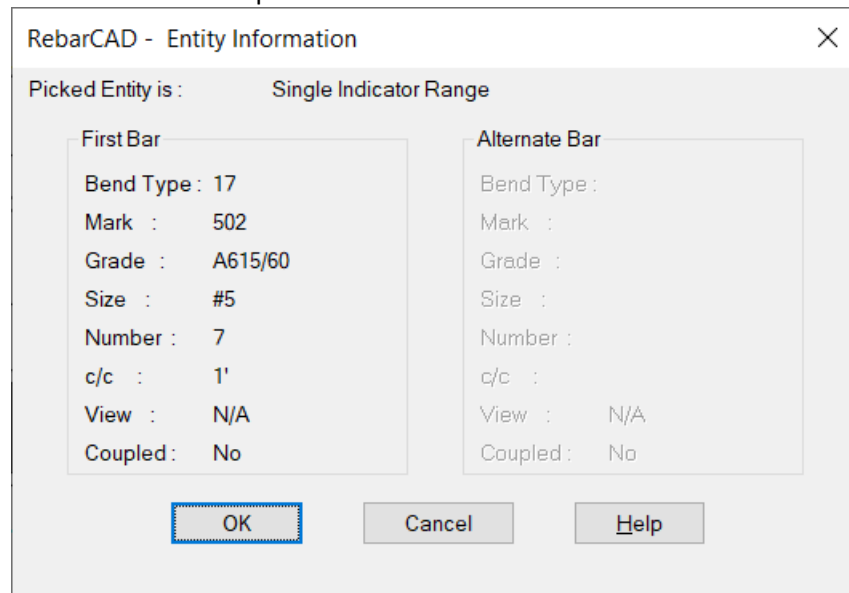 RebarCAD - Entity Information
Picked Entity is : Single Indicator Range
First Bar
Bend Type : 17
Mark : 502
Grade : A615/60
Size : #5
Number : 7
c/c : 1'
View : N/A
Coupled : No
Alternate Bar
Bend Type :
Mark :
Grade :
Size :
Number :
c/c :
View : N/A
Coupled : No
OK Cancel Help